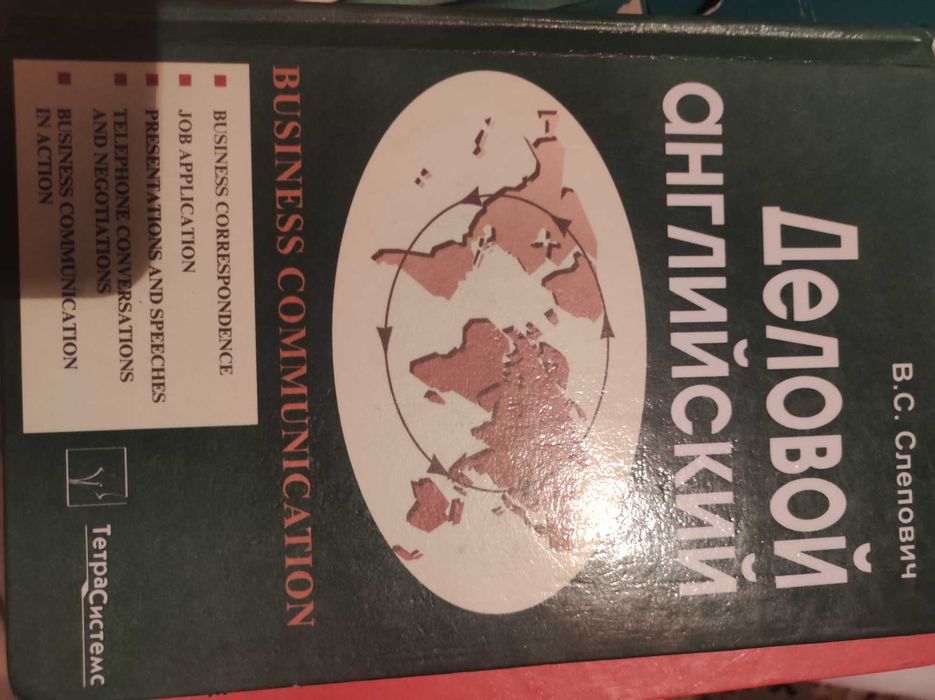 В.С. Слепович
Деловой
английский
BUSINESS COMMUNICATION
BUSINESS CORRESPONDENCE
JOB APPLICATION
PRESENTATIONS AND SPEECHES
TELEPHONE CONVERSATIONS
AND NEGOTIATIONS
BUSINESS COMMUNICATION
IN ACTION
ТетраСистемс